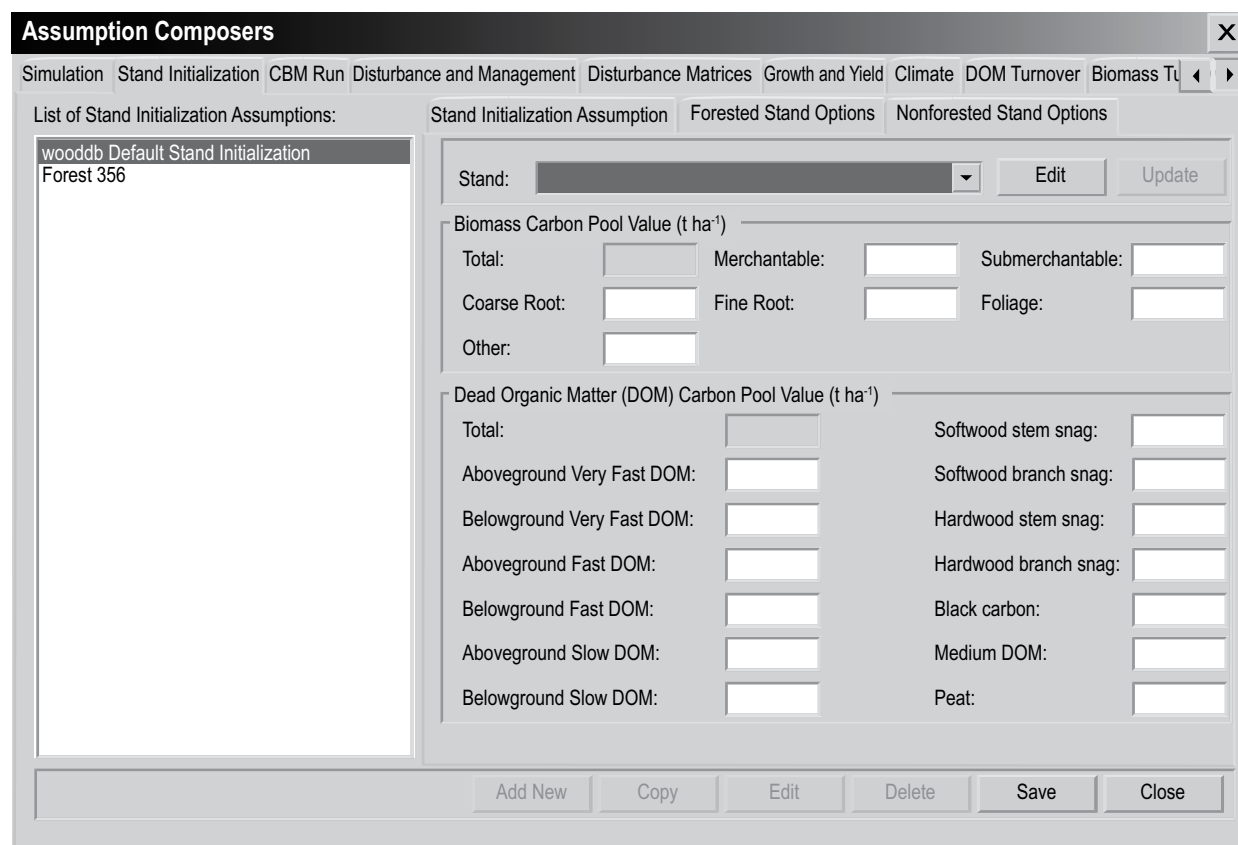 Assumption Composers
Simulation Stand Initialization CBM Run Disturbance and Management Disturbance Matrices Growth and Yield Climate DOM Turnover Biomass
List of Stand Initialization Assumptions:
wooddb Default Stand Initialization
Forest 356
Stand Initialization Assumption Forested Stand Options Nonforested Stand Options
Stand: Edit Update
Biomass Carbon Pool Value (t ha⁻¹)
Total: Merchantable: Submerchantable:
Coarse Root: Fine Root: Foliage:
Other:
Dead Organic Matter (DOM) Carbon Pool Value (t ha⁻¹)
Total: Softwood stem snag:
Aboveground Very Fast DOM: Softwood branch snag:
Belowground Very Fast DOM: Hardwood stem snag:
Aboveground Fast DOM: Hardwood branch snag:
Belowground Fast DOM: Black carbon:
Aboveground Slow DOM: Medium DOM:
Belowground Slow DOM: Peat:
Add New Copy Edit Delete Save Close